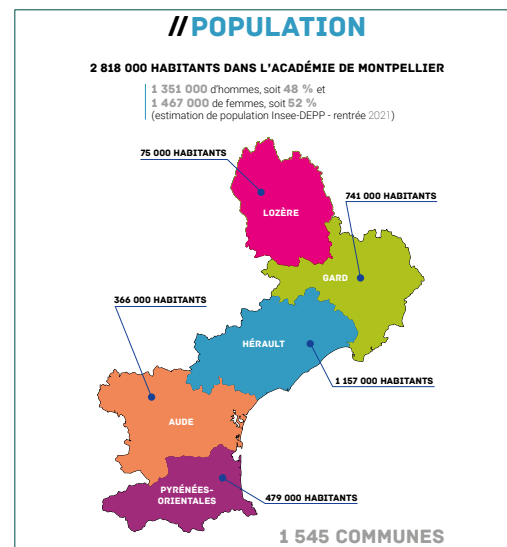 //POPULATION
2 818 000 HABITANTS DANS L'ACADÉMIE DE MONTPELLIER
1 351 000 d'hommes, soit 48 % et
1 467 000 de femmes, soit 52 %
(estimation de population Insee-DEPP - rentrée 2021)
75 000 HABITANTS
LOZÈRE
741 000 HABITANTS
GARD
366 000 HABITANTS
HÉRAULT
1 157 000 HABITANTS
AUDE
PYRÉNÉES-
ORIENTALES
479 000 HABITANTS
1 545 COMMUNES